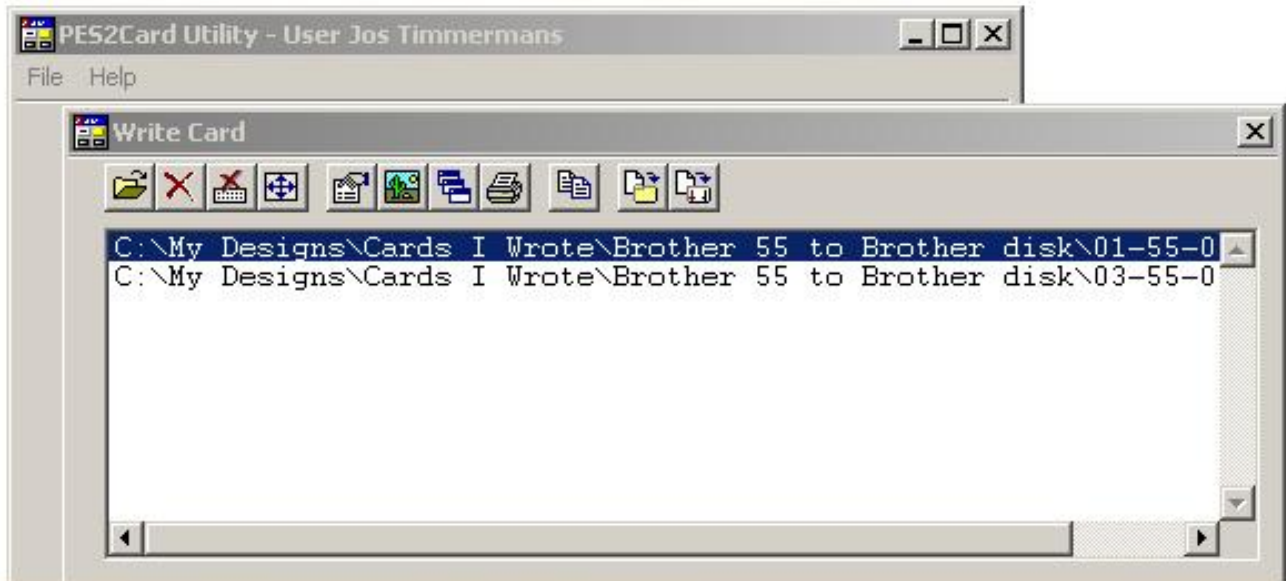 PES2Card Utility - User Jos Timmermans
File Help
Write Card
C:\My Designs\Cards I Wrote\Brother 55 to Brother disk\01-55-0
C:\My Designs\Cards I Wrote\Brother 55 to Brother disk\03-55-0